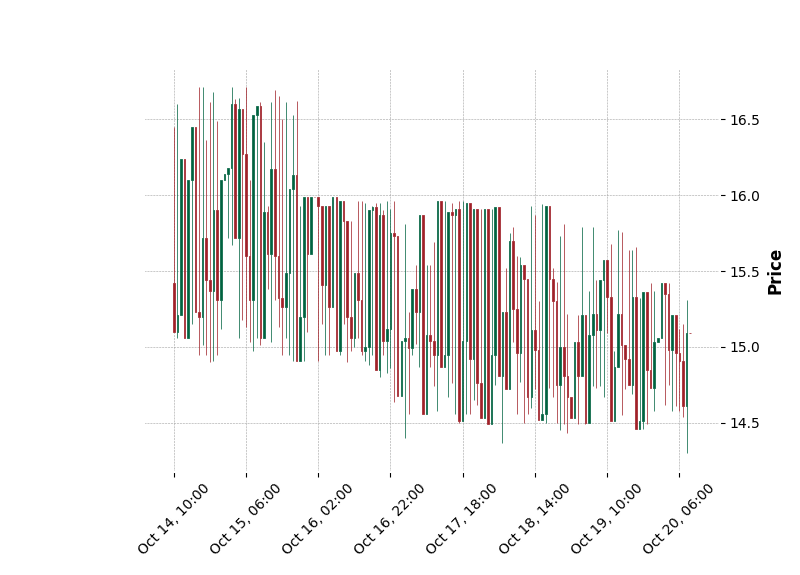 16.5
16.0
15.5
15.0
14.5
Price
Oct 14, 10:00
Oct 15, 06:00
Oct 16, 02:00
Oct 16, 22:00
Oct 17, 18:00
Oct 18, 14:00
Oct 19, 10:00
Oct 20, 06:00